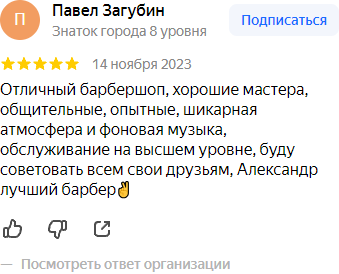 П
Павел Загубин
Знаток города 8 уровня
Подписаться
14 ноября 2023
Отличный барбершоп, хорошие мастера,
общительные, опытные, шикарная
атмосфера и фоновая музыка,
обслуживание на высшем уровне, буду
советовать всем свои друзьям, Александр
лучший барбер✌️
— Посмотреть ответ организации